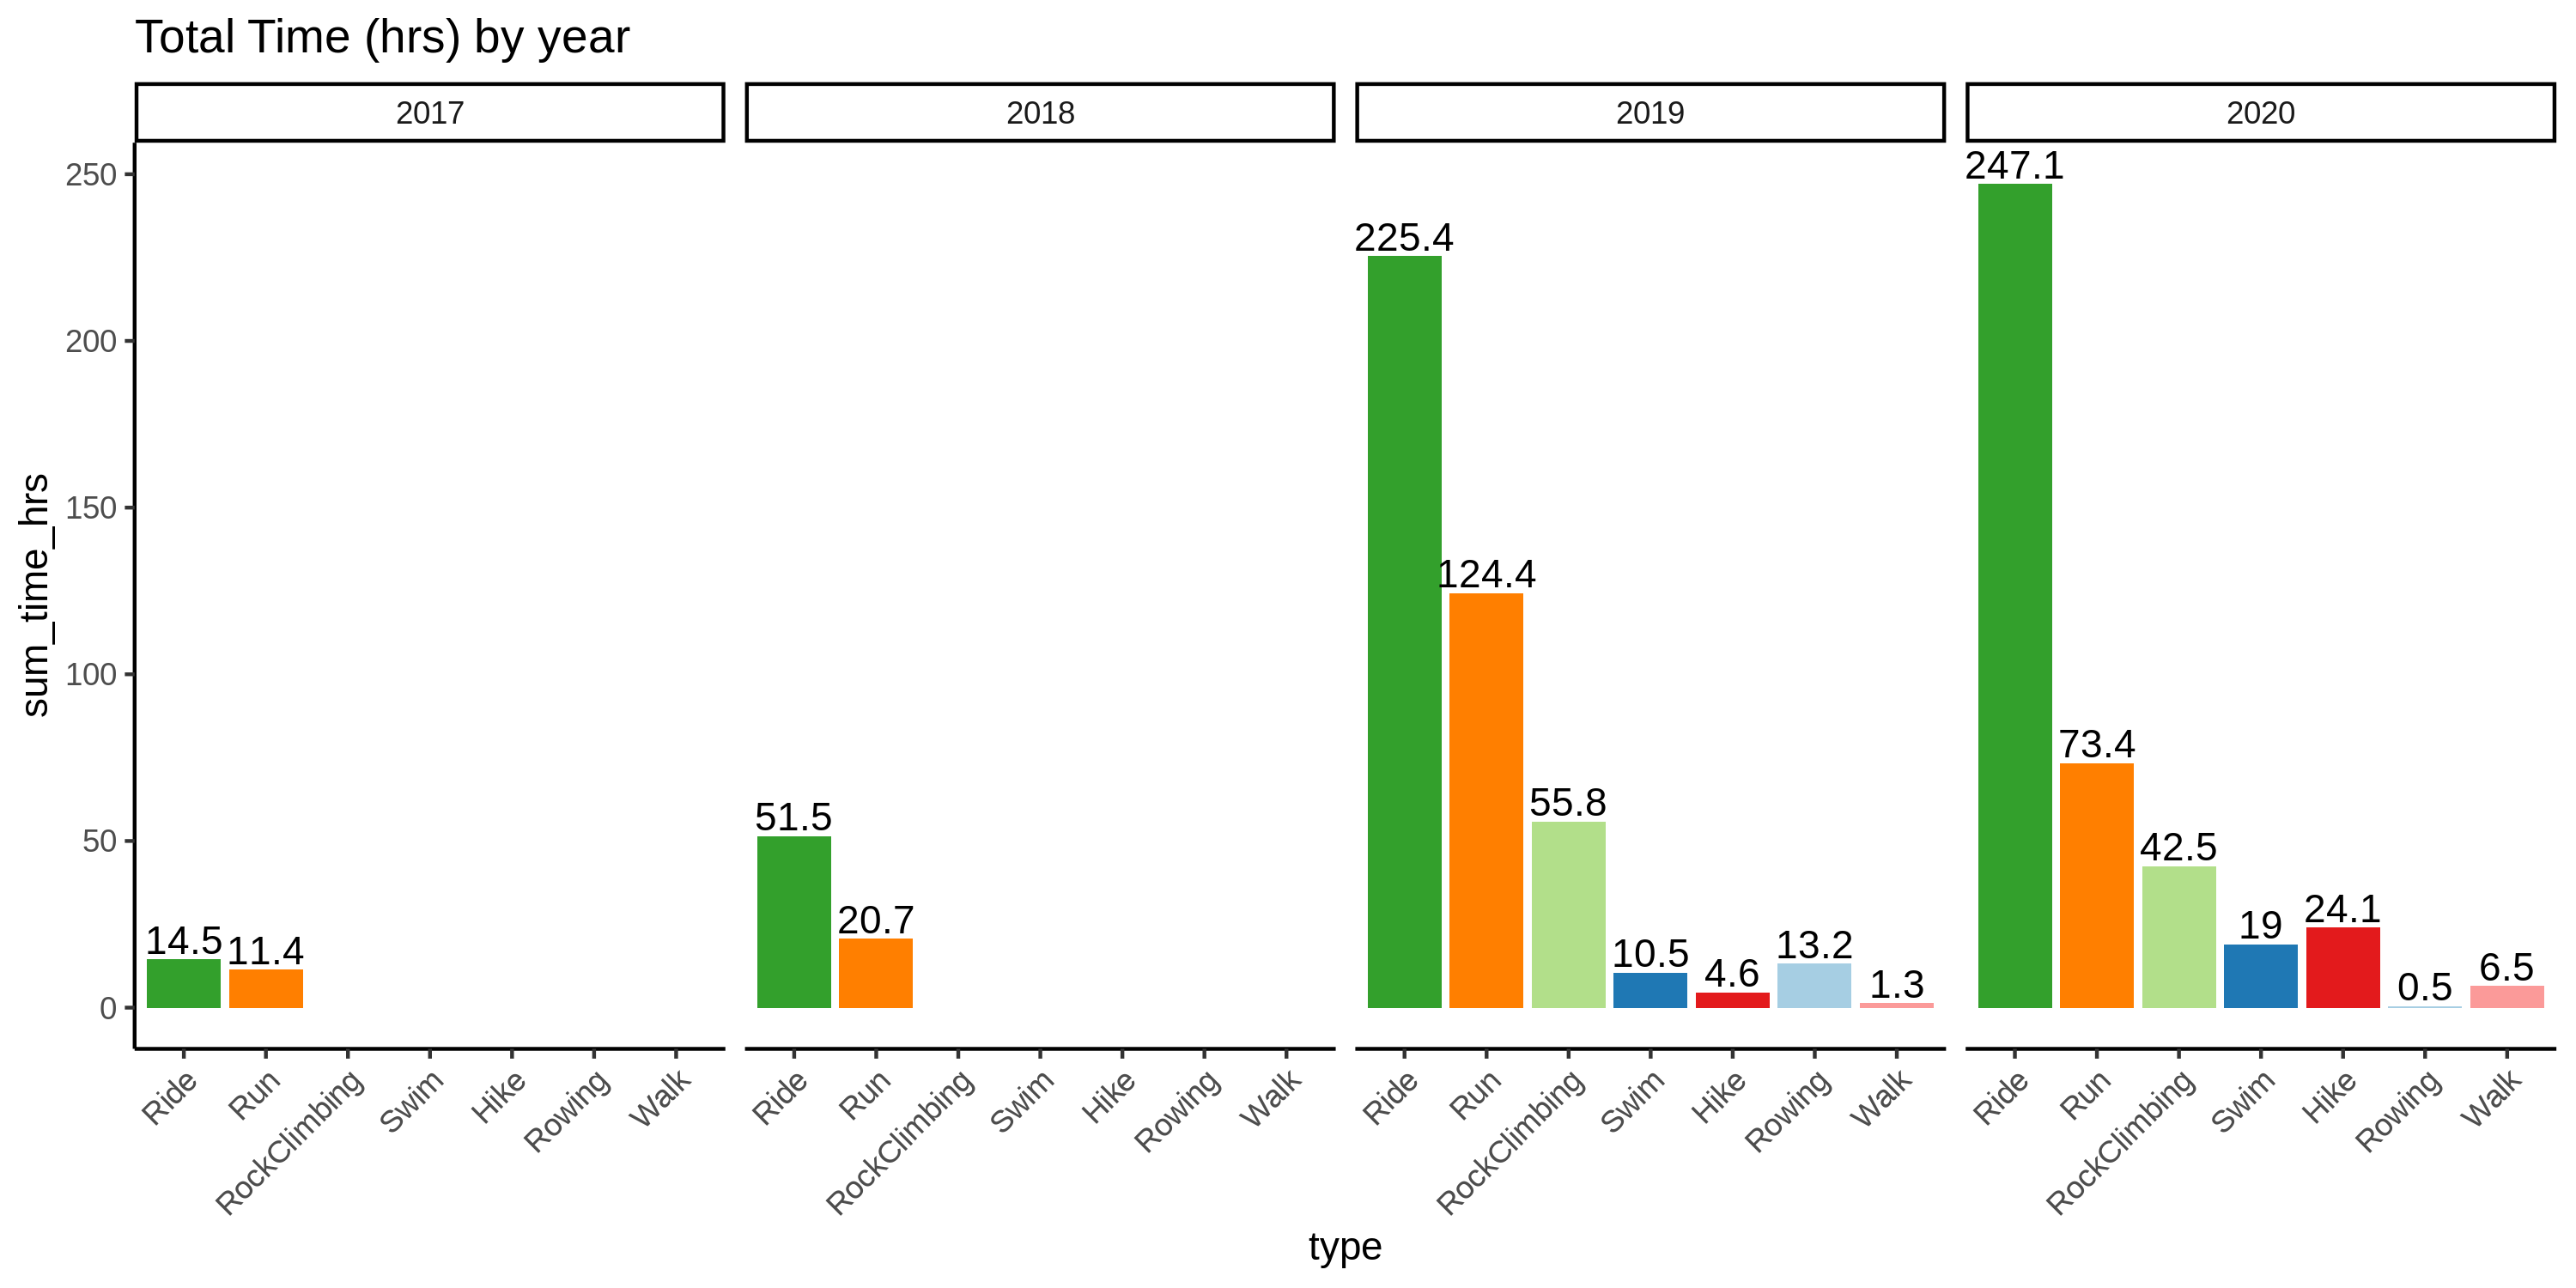 Total Time (hrs) by year
2017
2018
2019
2020
sum_time_hrs
250
200
150
100
50
0
14.5
11.4
51.5
20.7
225.4
124.4
55.8
10.5
4.6
13.2
1.3
247.1
73.4
42.5
19
24.1
0.5
6.5
Ride
Run
RockClimbing
Swim
Hike
Rowing
Walk
Ride
Run
RockClimbing
Swim
Hike
Rowing
Walk
Ride
Run
RockClimbing
Swim
Hike
Rowing
Walk
Ride
Run
RockClimbing
Swim
Hike
Rowing
Walk
type